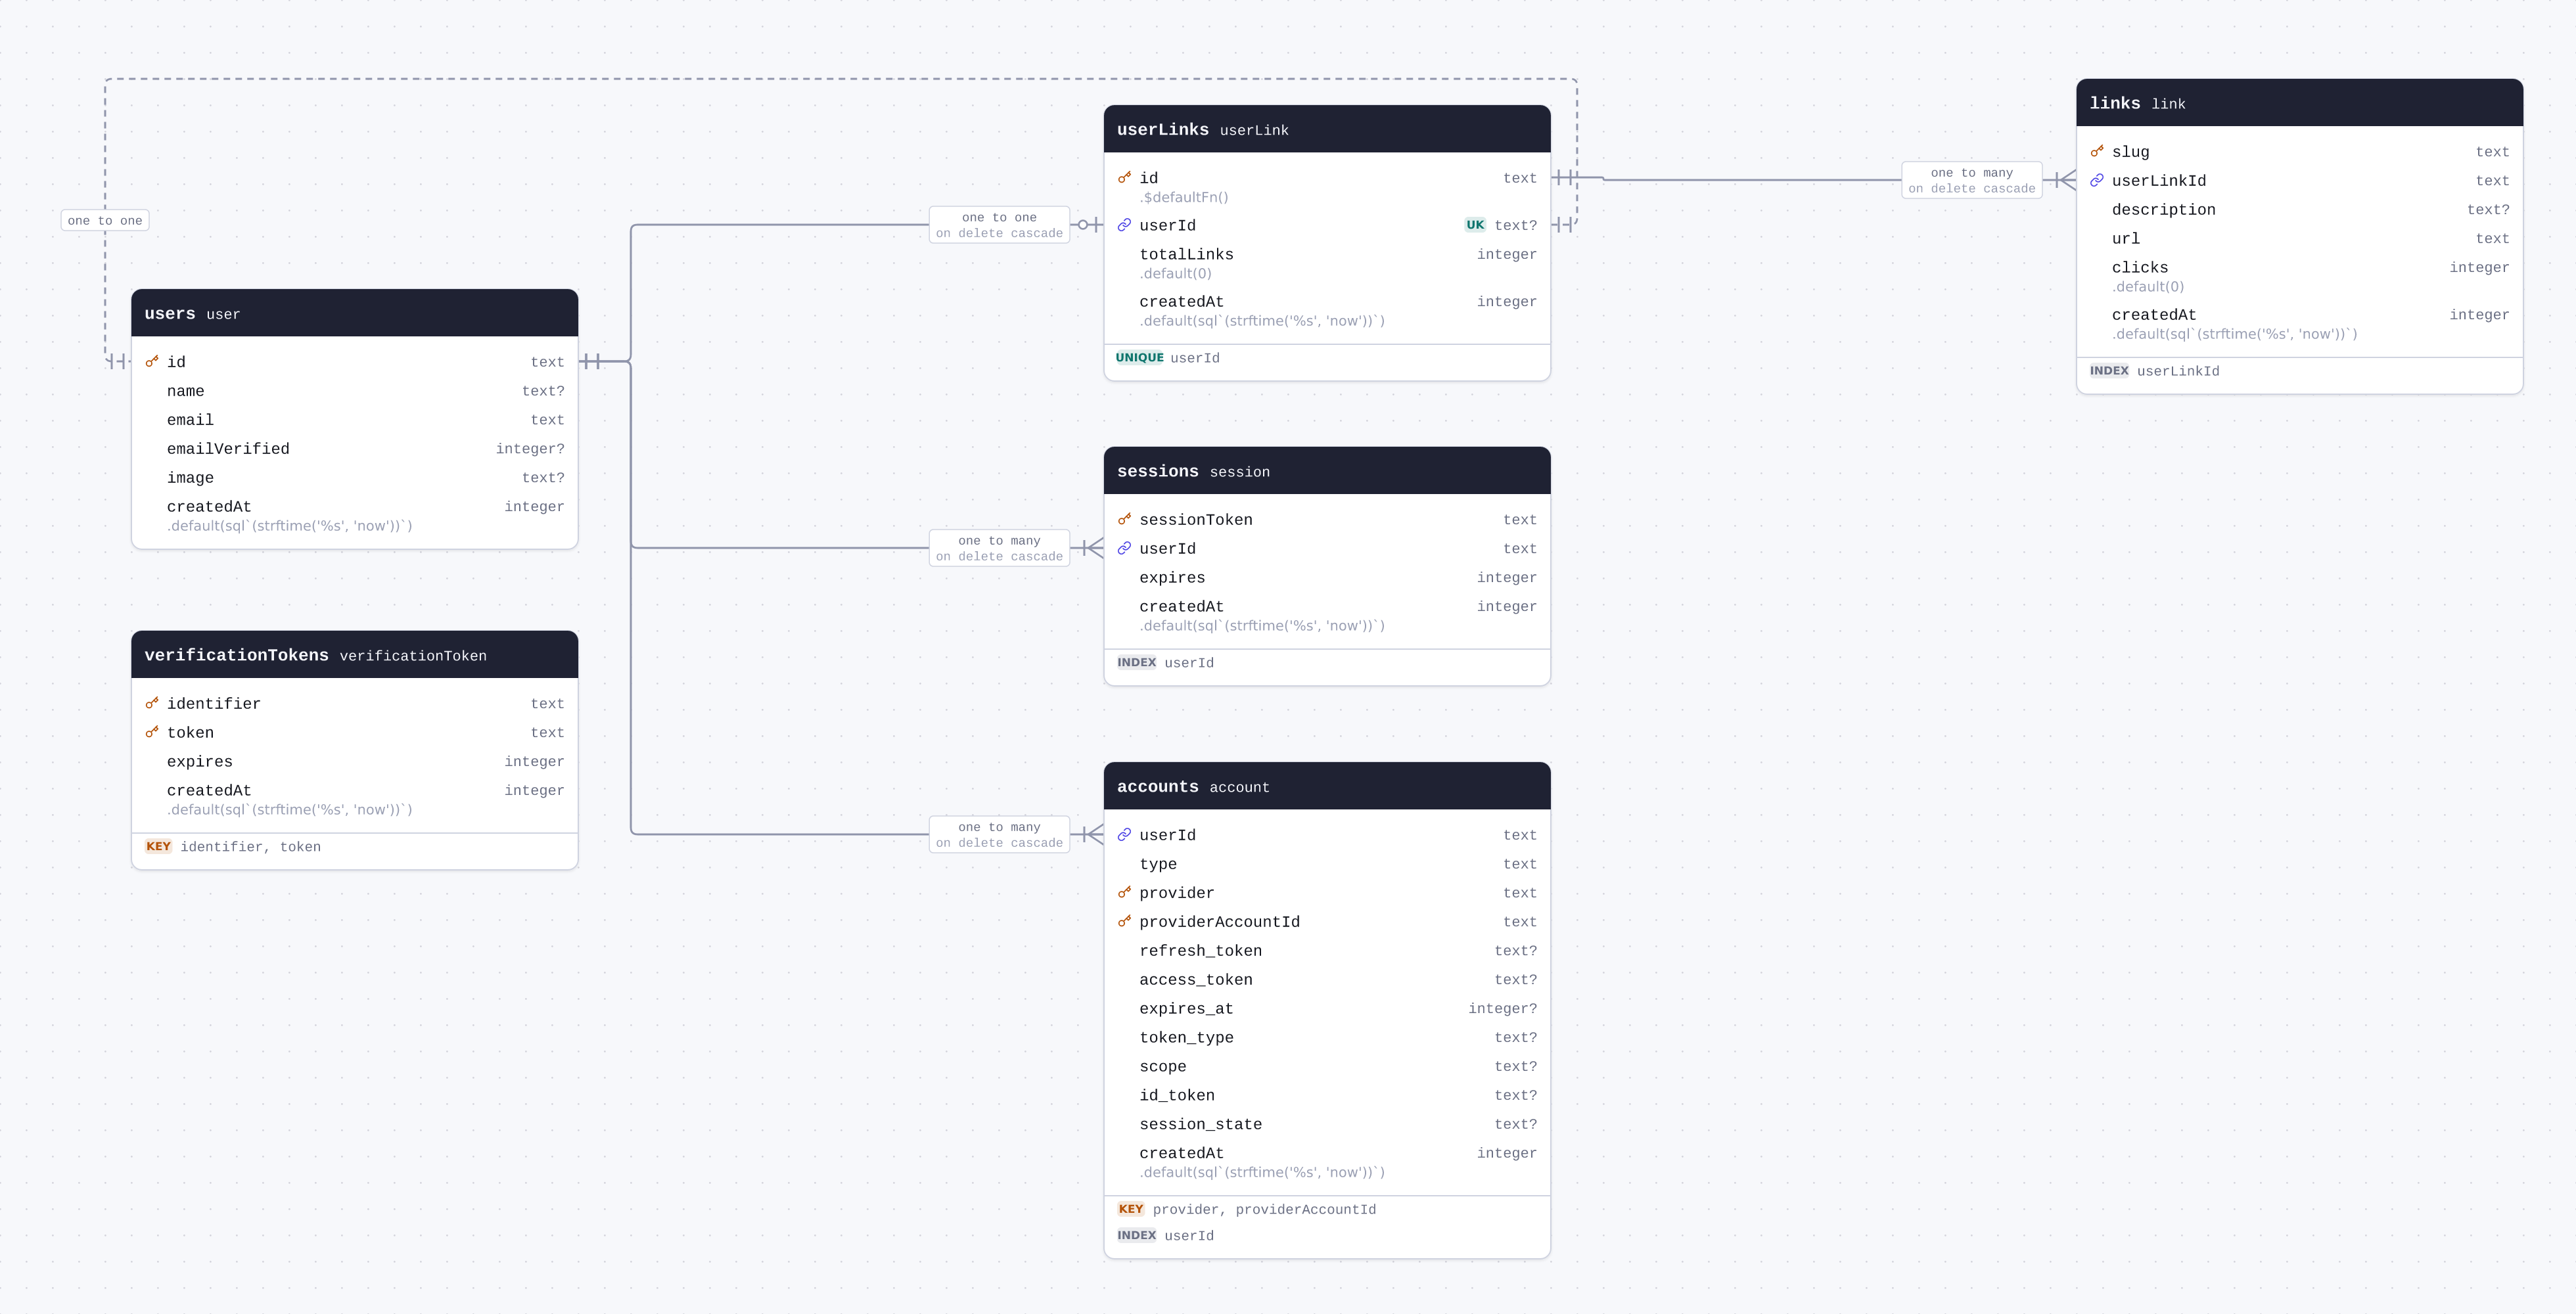 one to one
users user
id text
name text?
email text
emailVerified integer?
image text?
createdAt integer
.default(sql`(strftime('%s', 'now'))`)
verificationTokens verificationToken
identifier text
token text
expires integer
createdAt integer
.default(sql`(strftime('%s', 'now'))`)
KEY identifier, token
one to one
on delete cascade
one to many
on delete cascade
one to many
on delete cascade
userLinks userLink
id text
.$defaultFn()
userId UK text?
totalLinks integer
.default(0)
createdAt integer
.default(sql`(strftime('%s', 'now'))`)
UNIQUE userId
sessions session
sessionToken text
userId text
expires integer
createdAt integer
.default(sql`(strftime('%s', 'now'))`)
INDEX userId
accounts account
userId text
type text
provider text
providerAccountId text
refresh_token text?
access_token text?
expires_at integer?
token_type text?
scope text?
id_token text?
session_state text?
createdAt integer
.default(sql`(strftime('%s', 'now'))`)
KEY provider, providerAccountId
INDEX userId
one to many
on delete cascade
links link
slug text
userLinkId text
description text?
url text
clicks integer
.default(0)
createdAt integer
.default(sql`(strftime('%s', 'now'))`)
INDEX userLinkId